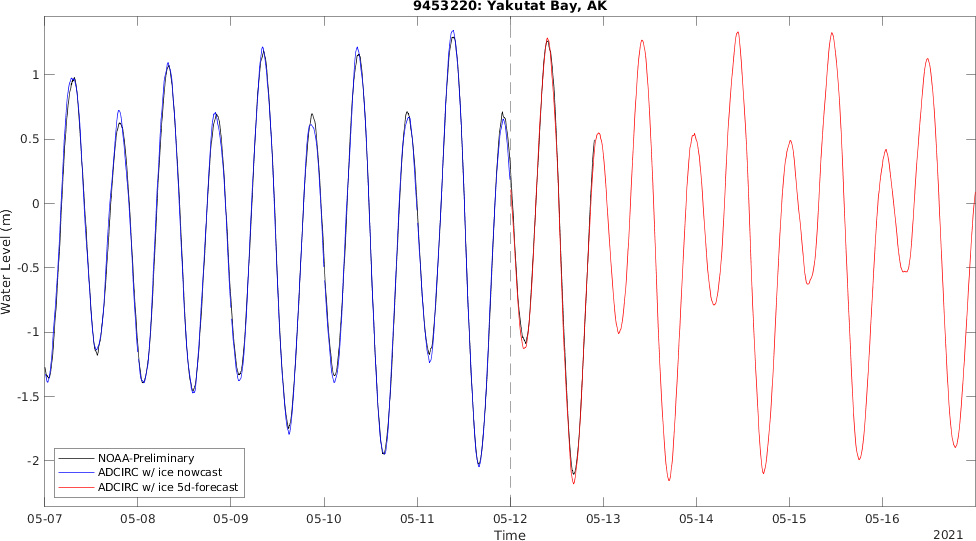 9453220: Yakutat Bay, AK
Water Level (m)
1
0.5
0
-0.5
-1
-1.5
-2
NOAA-Preliminary
ADCIRC w/ ice nowcast
ADCIRC w/ ice 5d-forecast
05-07 05-08 05-09 05-10 05-11 05-12 05-13 05-14 05-15 05-16
Time
2021